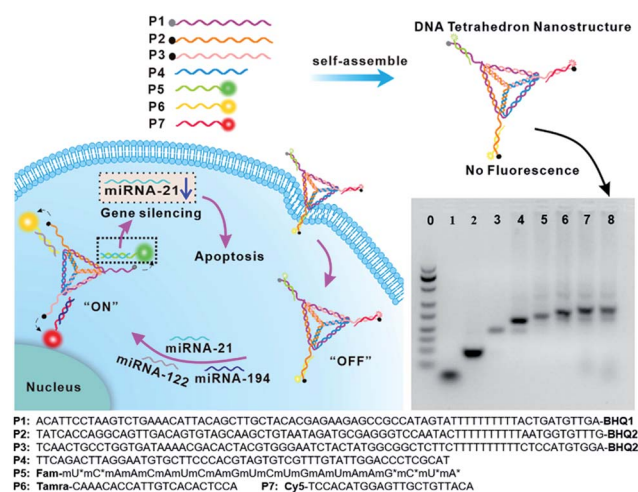 P1
P2
P3
P4
P5
P6
P7
self-assemble
DNA Tetrahedron Nanostructure
No Fluorescence
miRNA-21
Gene silencing
Apoptosis
"ON"
"OFF"
miRNA-21
miRNA-122
miRNA-194
Nucleus
0 1 2 3 4 5 6 7 8
P1: ACATTCCTAAGTCTGAAACATTACAGCTTGCTACACGAGAAGAGCCGCCATAGTATTTTTTTTTTACTGATGTTGA-BHQ1
P2: TATCACCAGGCAGTTGACAGTGTAGCAAGCTGTAATAGATGCGAGGGTCCAATACTTTTTTTTTTAATGGTGTTTG-BHQ2
P3: TCAACTGCCTGGTGATAAAACGACACTACGTGGGAATCTACTATGGCGGCTCTTCTTTTTTTTTTCTCCATGTGGA-BHQ2
P4: TTCAGACTTAGGAATGTGCTTCCCACGTAGTGTCGTTTGTATTGGACCCTCGCAT
P5: Fam-mU*mC*mAmAmCmAmUmCmAmGmUmCmUmGmAmUmAmAmG*mC*mU*mA*
P6: Tamra-CAAACACCATTGTCACACTCCA P7: Cy5-TCCACATGGAGTTGCTGTTACA